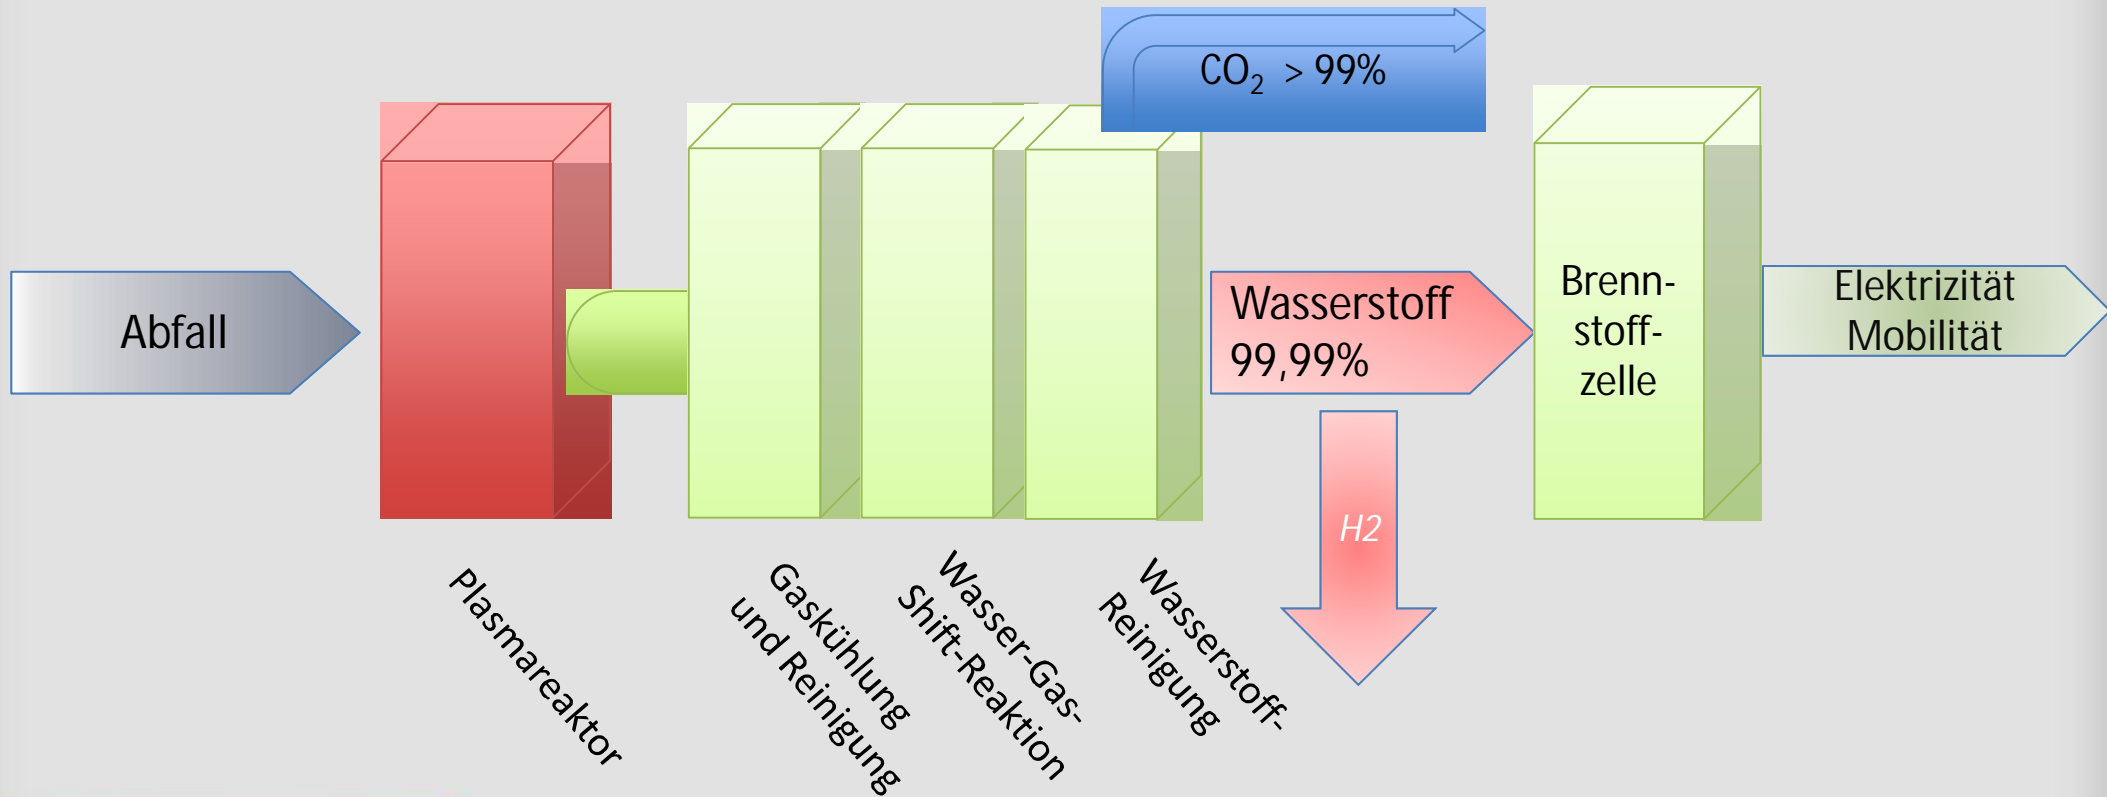 CO₂ > 99%
Abfall
Wasserstoff
99,99%
Brenn-
stoff-
zelle
Elektrizität
Mobilität
H2
Plasmareaktor
Gaskühlung
und Reinigung
Wasser-Gas-
Shift-Reaktion
Wasserstoff-
Reinigung